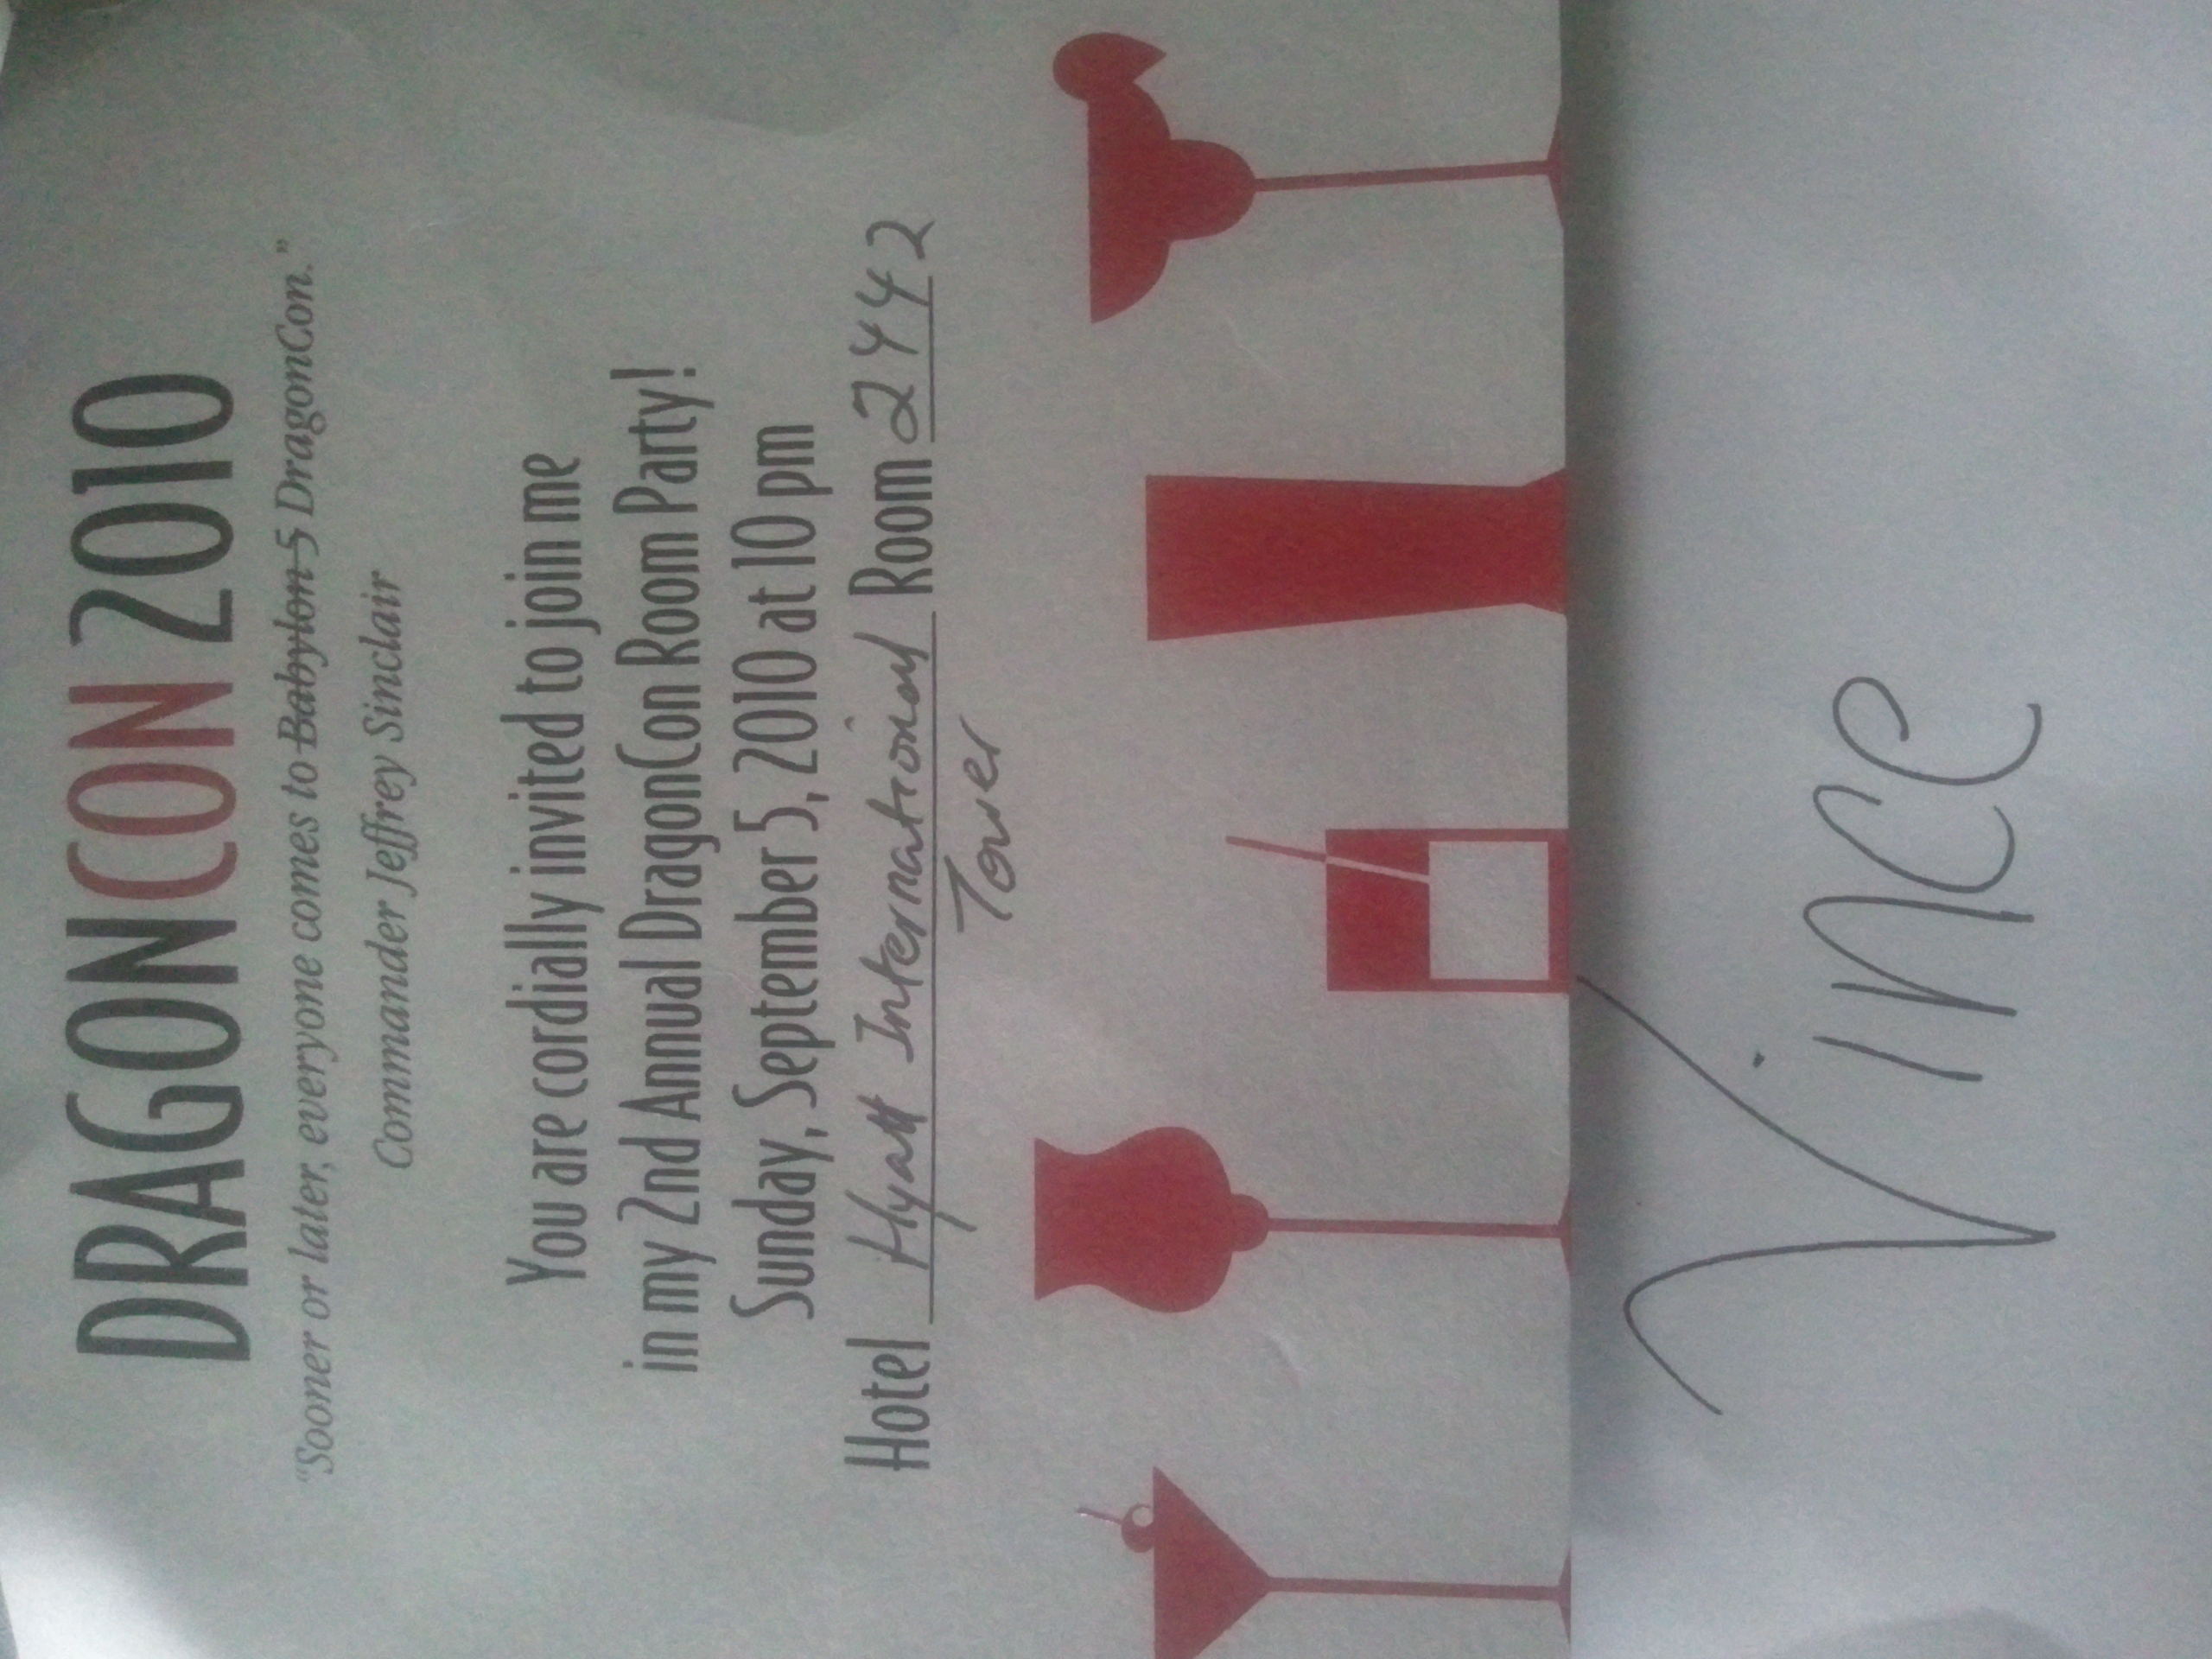 DRAGONCON 2010
“Sooner or later, everyone comes to Babylon 5 DragonCon.”
Commander Jeffrey Sinclair
You are cordially invited to join me
in my 2nd Annual DragonCon Room Party!
Sunday, September 5, 2010 at 10 pm
Hotel Hyatt International Room 2442
Tower
Vince